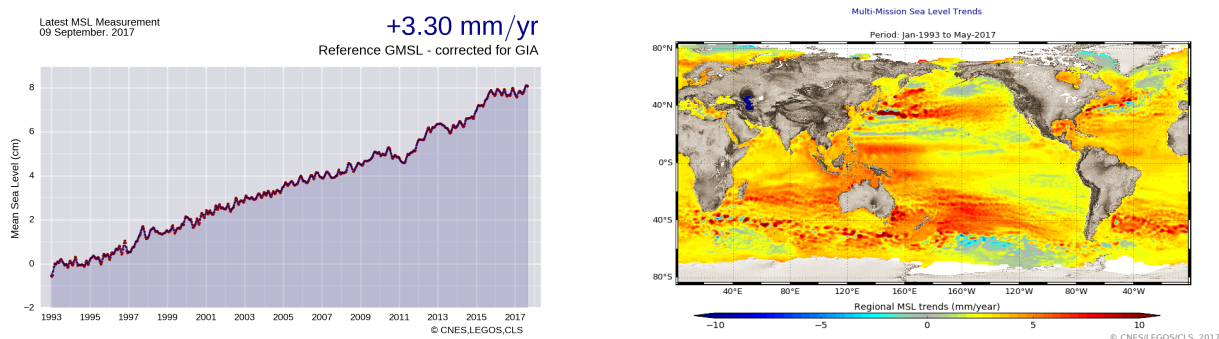 Latest MSL Measurement
09 September. 2017
+3.30 mm/yr
Reference GMSL - corrected for GIA
Mean Sea Level (cm)
8
6
4
2
0
−2
1993
1995
1997
1999
2001
2003
2005
2007
2009
2011
2013
2015
2017
© CNES,LEGOS,CLS
Multi-Mission Sea Level Trends
Period: Jan-1993 to May-2017
80°N
40°N
0°N
40°S
80°S
40°E
80°E
120°E
160°E
160°W
120°W
80°W
40°W
Regional MSL trends (mm/year)
−10
−5
0
5
10
© CNES/LEGOS/CLS, 2017